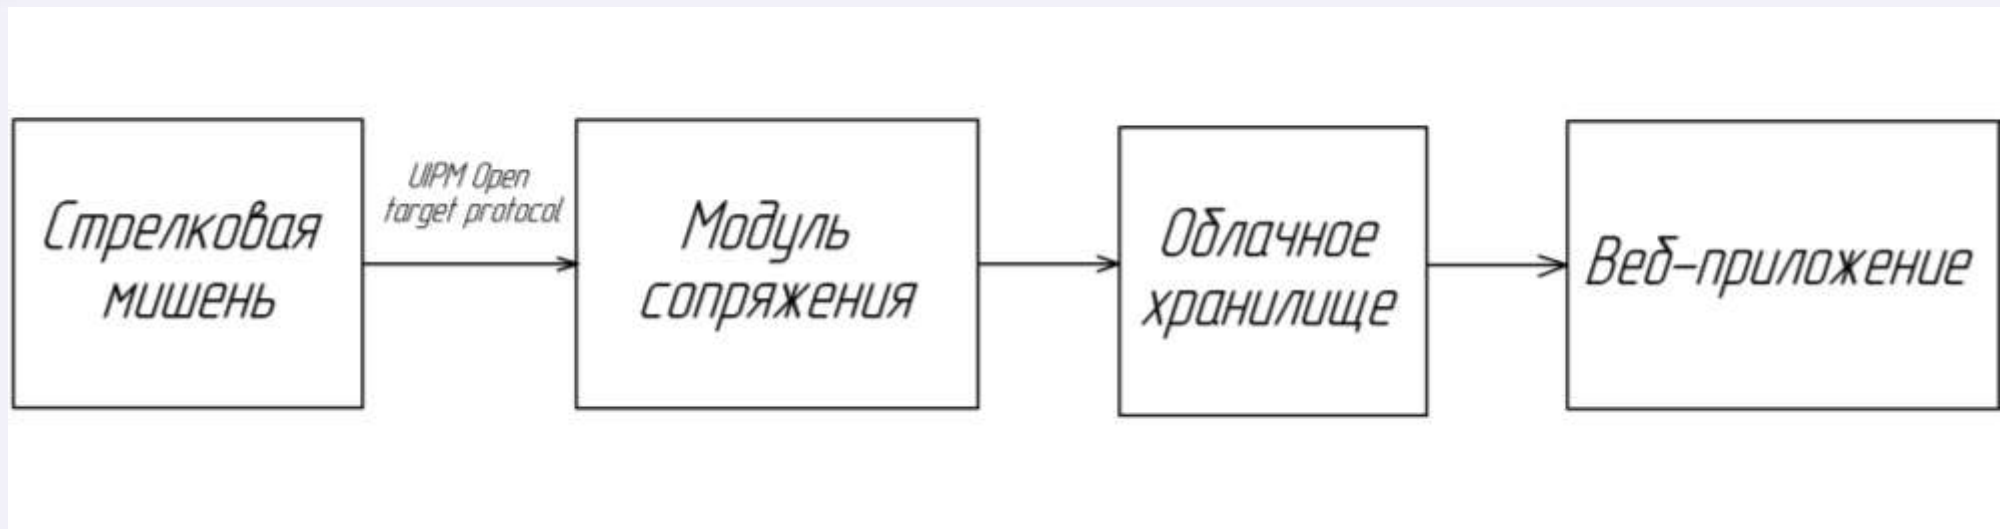 Стрелковая
мишень
UIPM Open
target protocol
Модуль
сопряжения
Облачное
хранилище
Веб-приложение